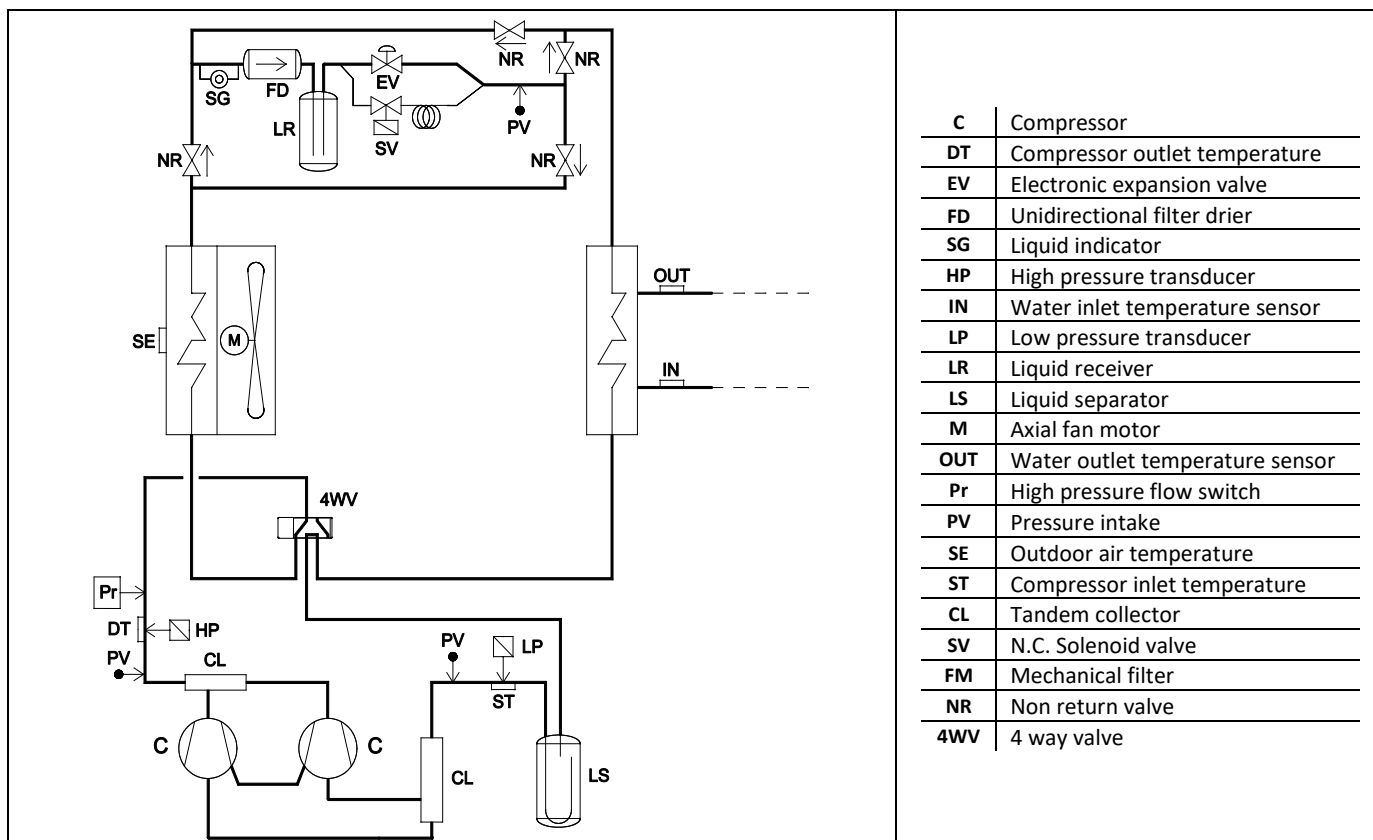 NR
NR
SG
FD
EV
LR
SV
PV
NR
NR
OUT
SE
M
IN
4WV
Pr
DT
HP
PV
CL
PV
LP
ST
C
C
CL
LS
C Compressor
DT Compressor outlet temperature
EV Electronic expansion valve
FD Unidirectional filter drier
SG Liquid indicator
HP High pressure transducer
IN Water inlet temperature sensor
LP Low pressure transducer
LR Liquid receiver
LS Liquid separator
M Axial fan motor
OUT Water outlet temperature sensor
Pr High pressure flow switch
PV Pressure intake
SE Outdoor air temperature
ST Compressor inlet temperature
CL Tandem collector
SV N.C. Solenoid valve
FM Mechanical filter
NR Non return valve
4WV 4 way valve